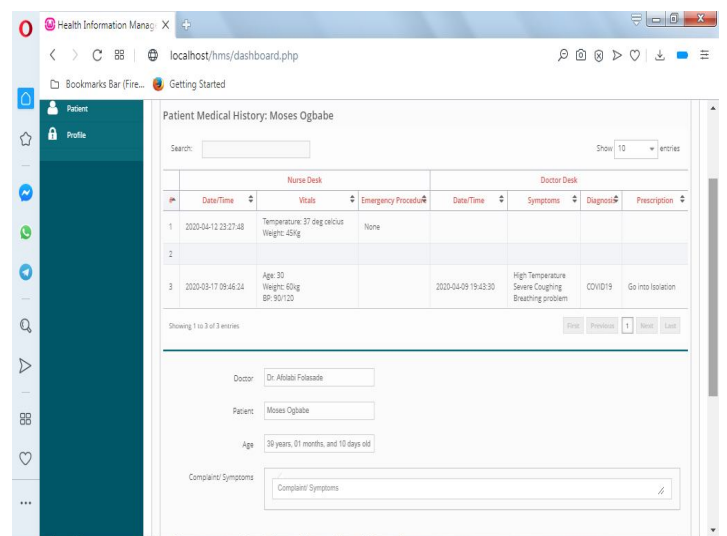 Health Information Manage
localhost/hms/dashboard.php
Bookmarks Bar (Fire... Getting Started
Patient
Profile
Patient Medical History: Moses Ogbabe
Search:
Show 10 entries
Nurse Desk Doctor Desk
# Date/Time Vitals Emergency Procedure Date/Time Symptoms Diagnosis Prescription
1 2020-04-12 23:27:48 Temperature: 37 deg celcius None
Weight: 45Kg
2
3 2020-03-17 09:46:24 Age: 30 2020-04-09 19:43:30 High Temperature COVID19 Go into Isolation
Weight: 60kg Severe Coughing
BP: 90/120 Breathing problem
Showing 1 to 3 of 3 entries
First Previous 1 Next Last
Doctor Dr. Afolabi Folasade
Patient Moses Ogbabe
Age 39 years, 01 months, and 10 days old
Complaint/ Symptoms Complaint/ Symptoms